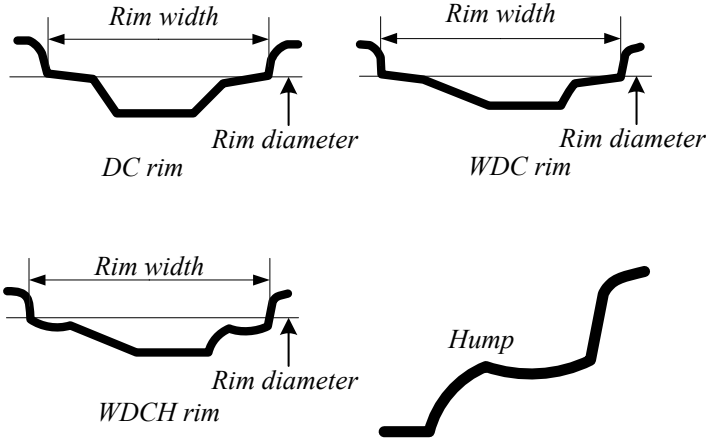 Rim width
Rim width
Rim diameter
Rim diameter
DC rim
WDC rim
Rim width
Hump
Rim diameter
WDCH rim